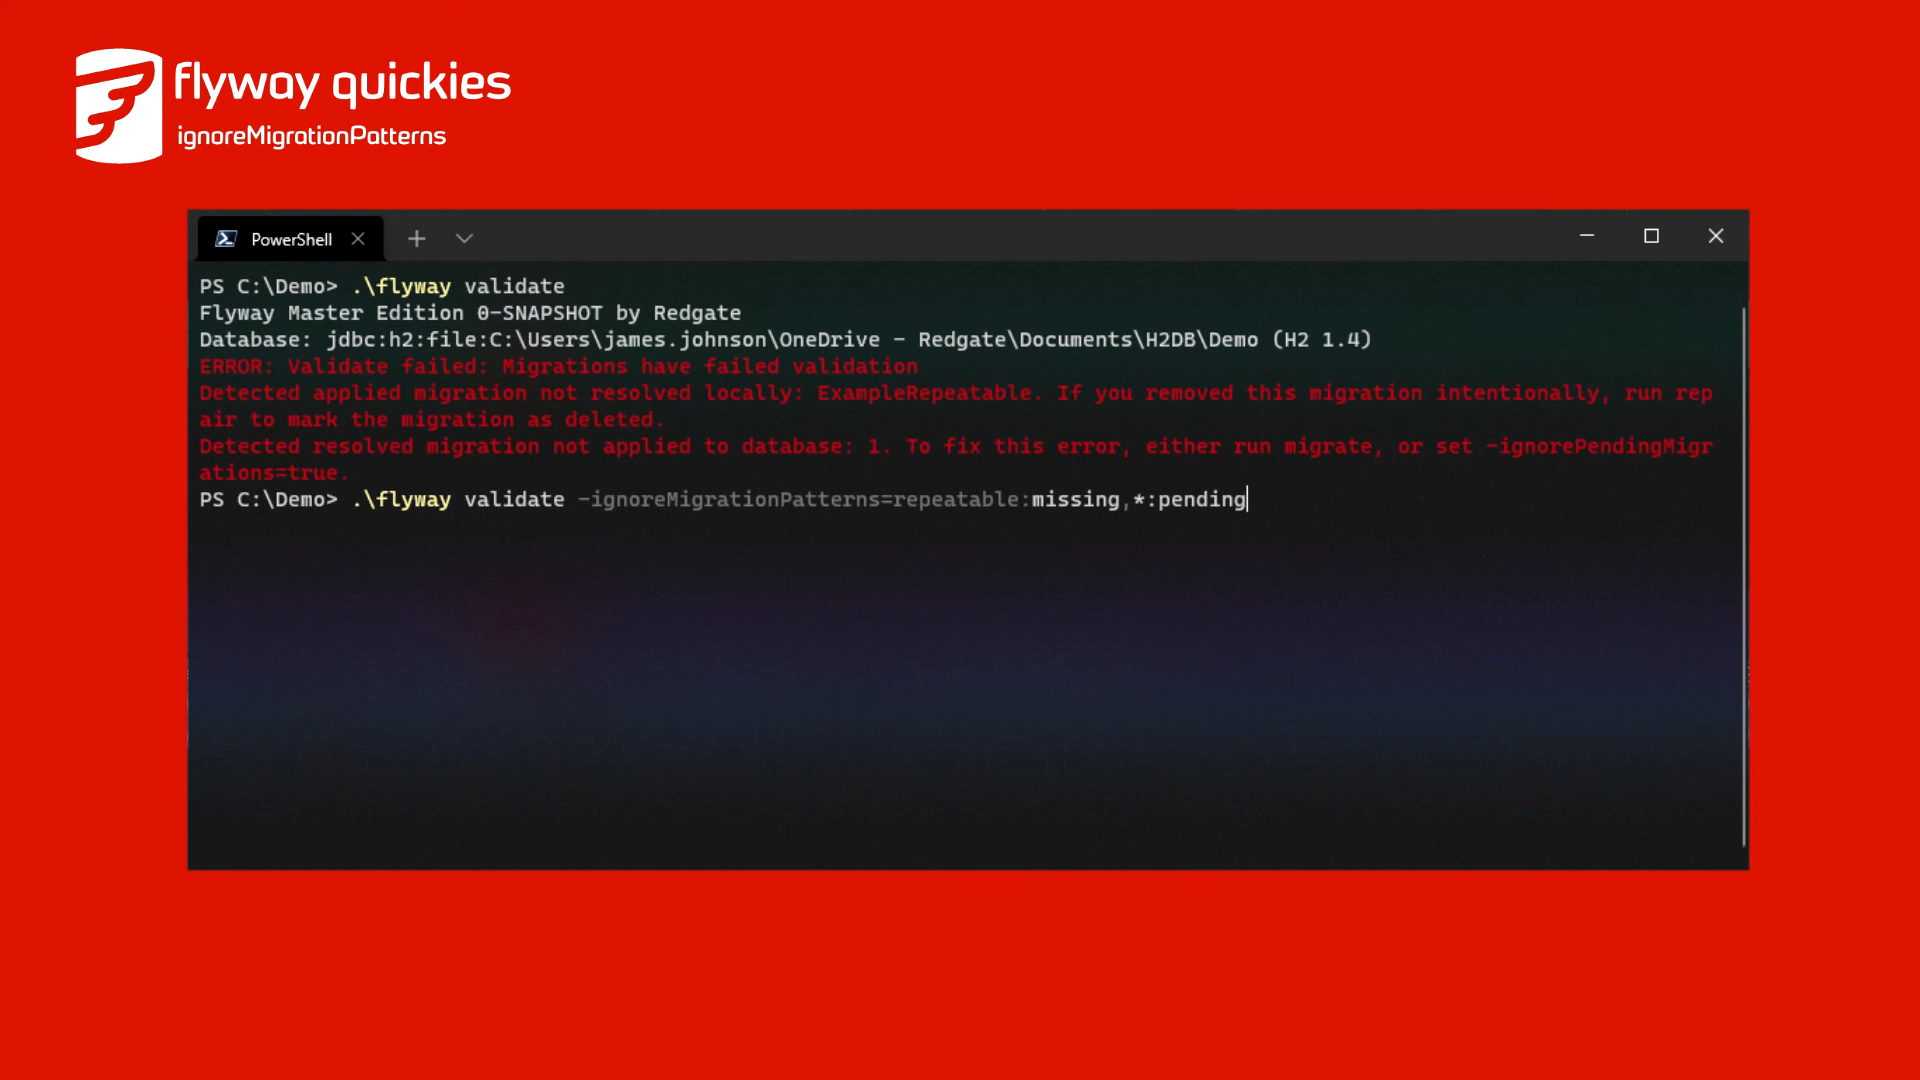 flyway quickies
ignoreMigrationPatterns
PowerShell
PS C:\Demo> .\flyway validate
Flyway Master Edition 0-SNAPSHOT by Redgate
Database: jdbc:h2:file:C:\Users\james.johnson\OneDrive - Redgate\Documents\H2DB\Demo (H2 1.4)
ERROR: Validate failed: Migrations have failed validation
Detected applied migration not resolved locally: ExampleRepeatable. If you removed this migration intentionally, run rep
air to mark the migration as deleted.
Detected resolved migration not applied to database: 1. To fix this error, either run migrate, or set -ignorePendingMigr
ations=true.
PS C:\Demo> .\flyway validate -ignoreMigrationPatterns=repeatable:missing,*:pending